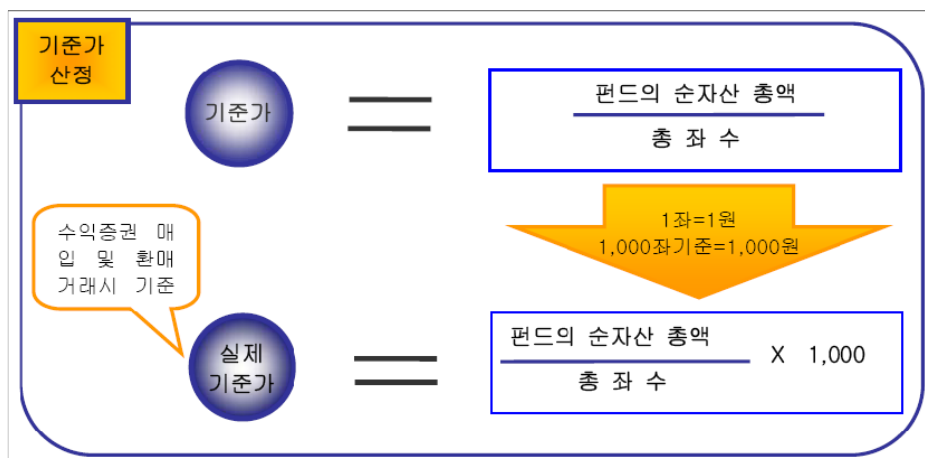 기준가
산정
기준가
펀드의 순자산 총액
총 좌 수
1좌=1원
1,000좌기준=1,000원
수익증권 매
입 및 환매
거래시 기준
실제
기준가
펀드의 순자산 총액
총 좌 수
X 1,000